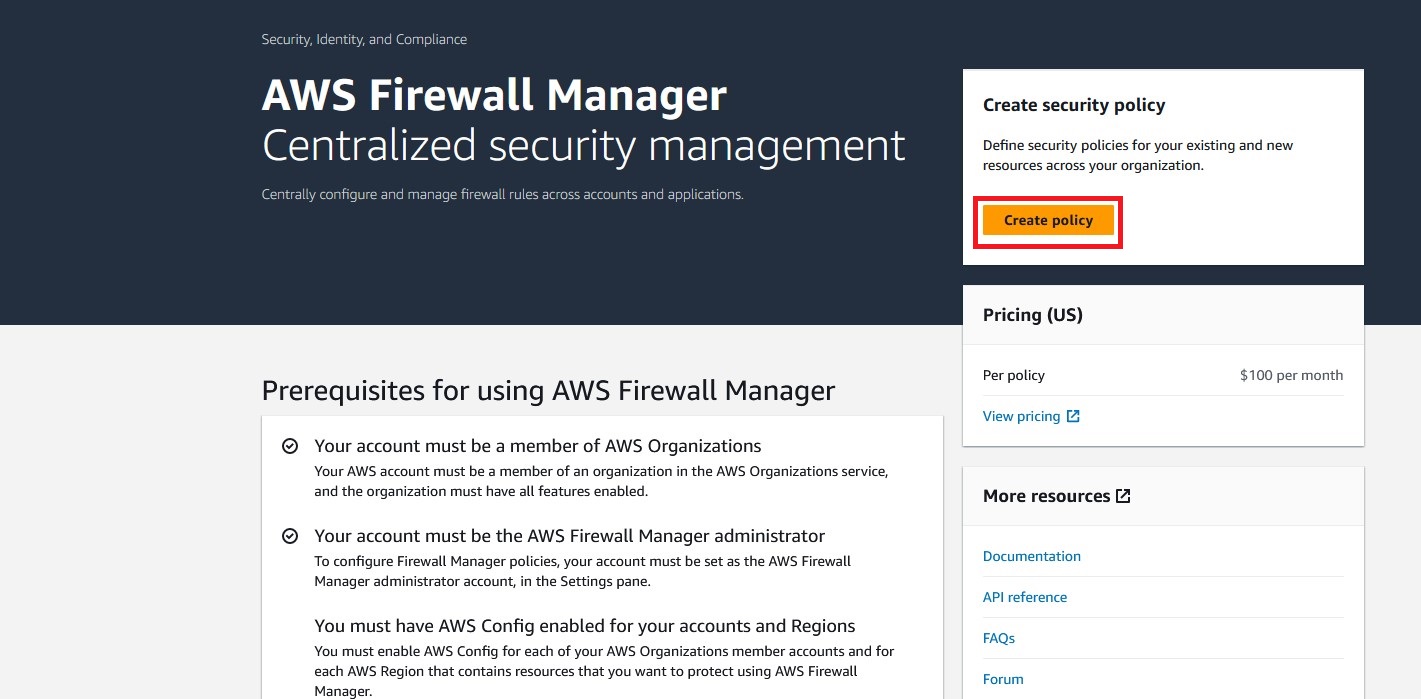 Security, Identity, and Compliance
AWS Firewall Manager
Centralized security management
Centrally configure and manage firewall rules across accounts and applications.
Create security policy
Define security policies for your existing and new
resources across your organization.
Create policy
Pricing (US)
Per policy $100 per month
View pricing
Prerequisites for using AWS Firewall Manager
Your account must be a member of AWS Organizations
Your AWS account must be a member of an organization in the AWS Organizations service,
and the organization must have all features enabled.
Your account must be the AWS Firewall Manager administrator
To configure Firewall Manager policies, your account must be set as the AWS Firewall
Manager administrator account, in the Settings pane.
You must have AWS Config enabled for your accounts and Regions
You must enable AWS Config for each of your AWS Organizations member accounts and for
each AWS Region that contains resources that you want to protect using AWS Firewall
Manager.
More resources
Documentation
API reference
FAQs
Forum